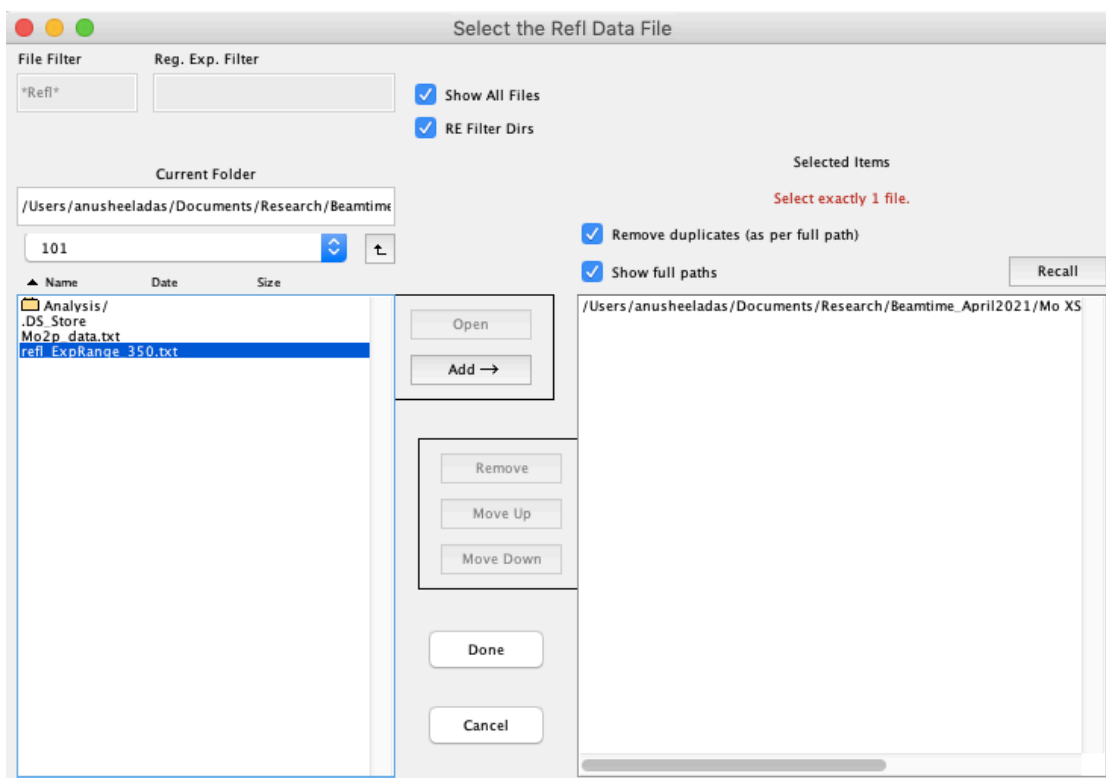 Select the Refl Data File
File Filter
Reg. Exp. Filter
*Refl*
Show All Files
RE Filter Dirs
Current Folder
/Users/anusheeladas/Documents/Research/Beamtime
101
Name Date Size
Analysis/
.DS_Store
Mo2p_data.txt
refl_ExpRange_350.txt
Open
Add →
Remove
Move Up
Move Down
Done
Cancel
Selected Items
Select exactly 1 file.
Remove duplicates (as per full path)
Show full paths
Recall
/Users/anusheeladas/Documents/Research/Beamtime_April2021/Mo XS